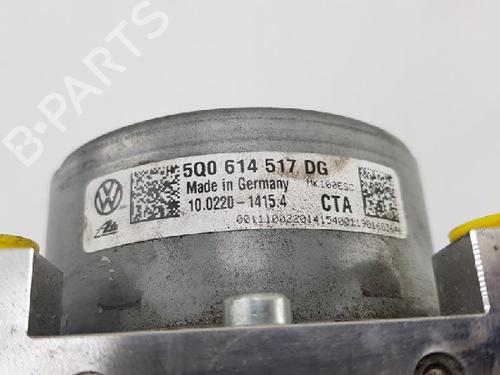 B-PARTS
5Q0 614 517 DG
Made in Germany
MK100ESC
10.0220-1415.4
CTA